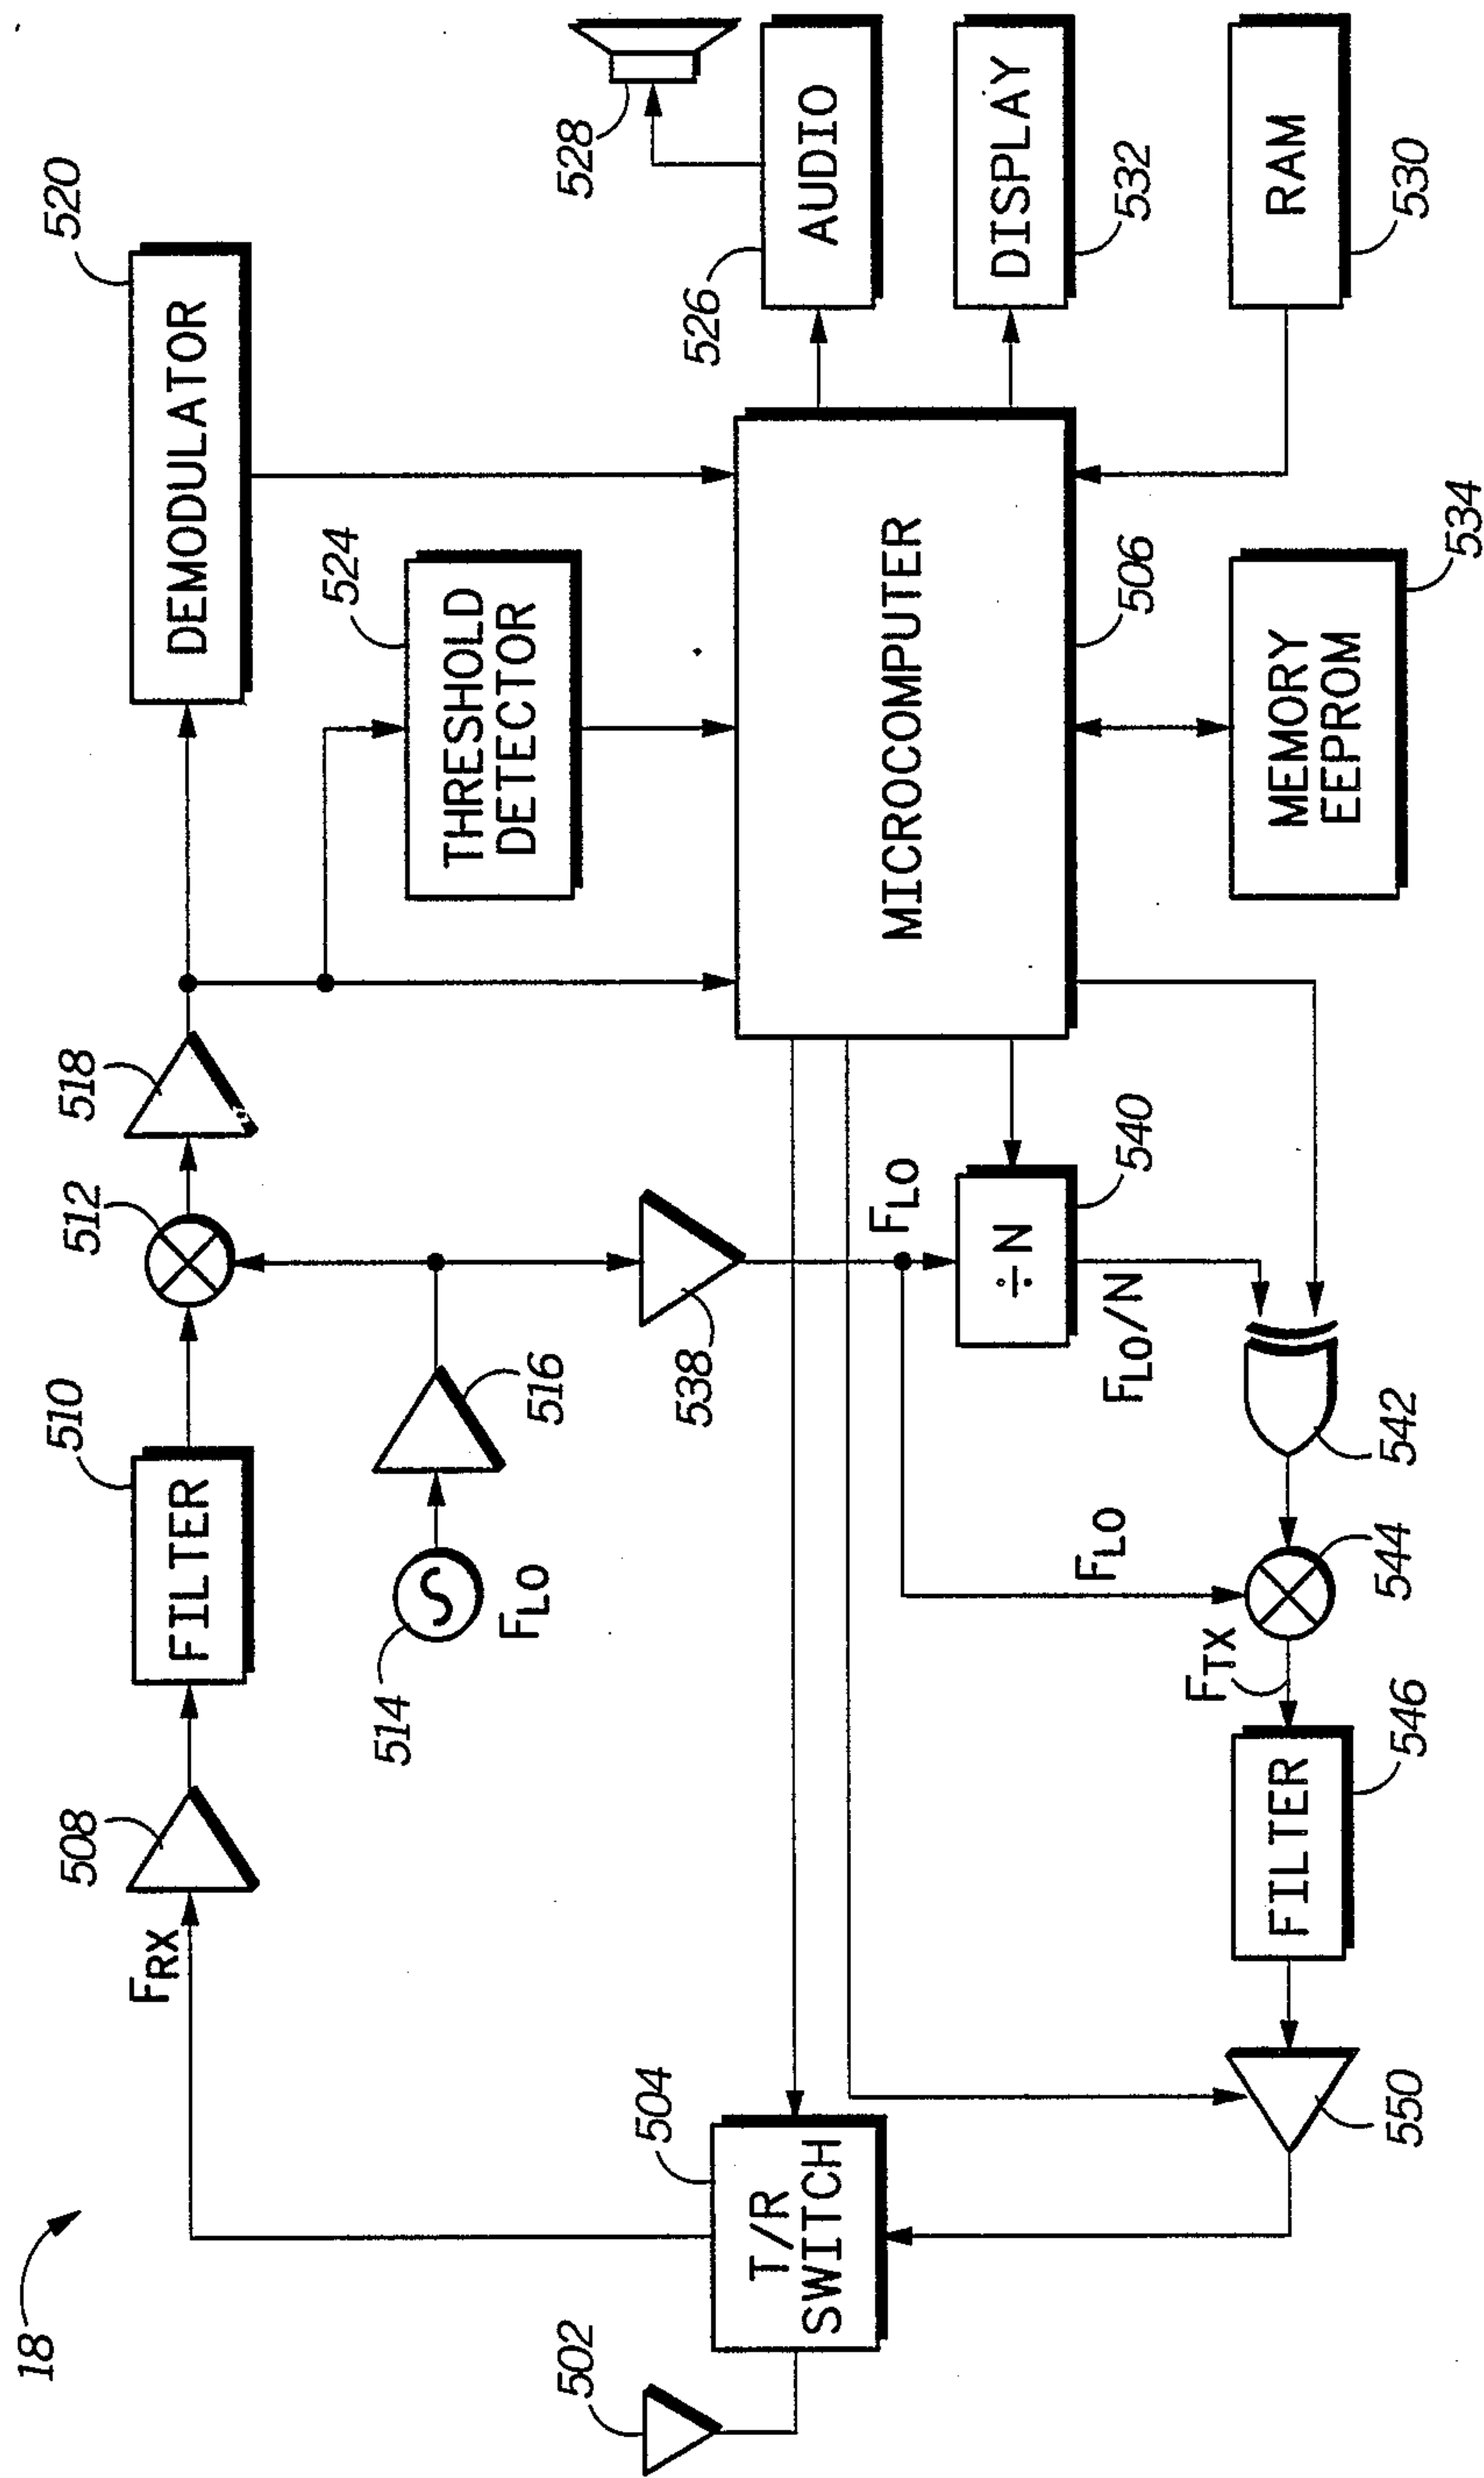 18
502
504
T/R
SWITCH
FRX
508
510
FILTER
512
518
520
DEMODULATOR
514
FLO
516
524
THRESHOLD
DETECTOR
528
526
AUDIO
538
FLO
MICROCOMPUTER
506
DISPLAY
532
540
÷N
FLO/N
FLO
RAM
530
MEMORY
EEPROM
534
542
544
FTX
546
FILTER
550